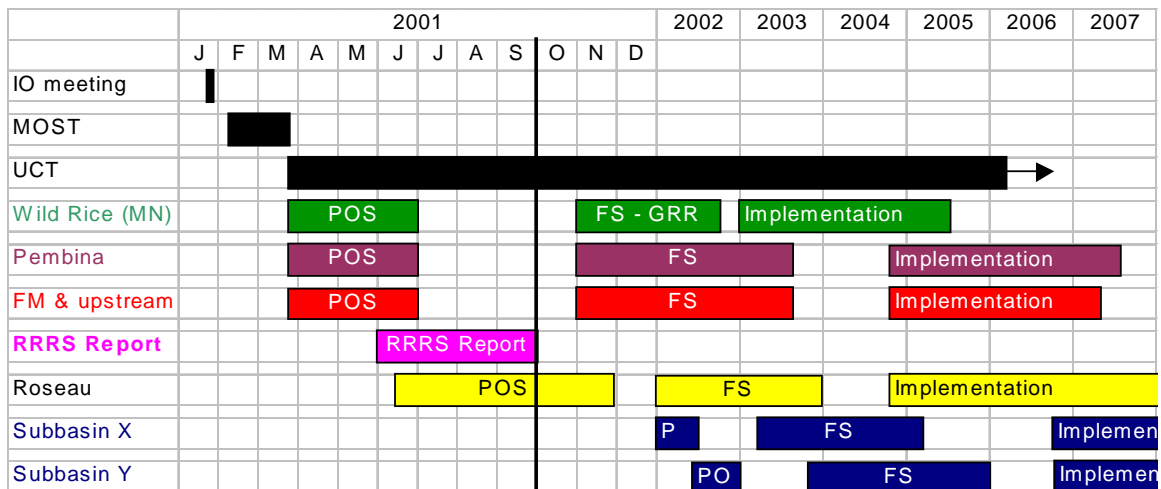 2001 2002 2003 2004 2005 2006 2007
J F M A M J J A S O N D
IO meeting
MOST
UCT
Wild Rice (MN) POS FS - GRR Implementation
Pembina POS FS Implementation
FM & upstream POS FS Implementation
RRRS Report RRRS Report
Roseau POS FS Implementation
Subbasin X P FS Implemen
Subbasin Y PO FS Implemen